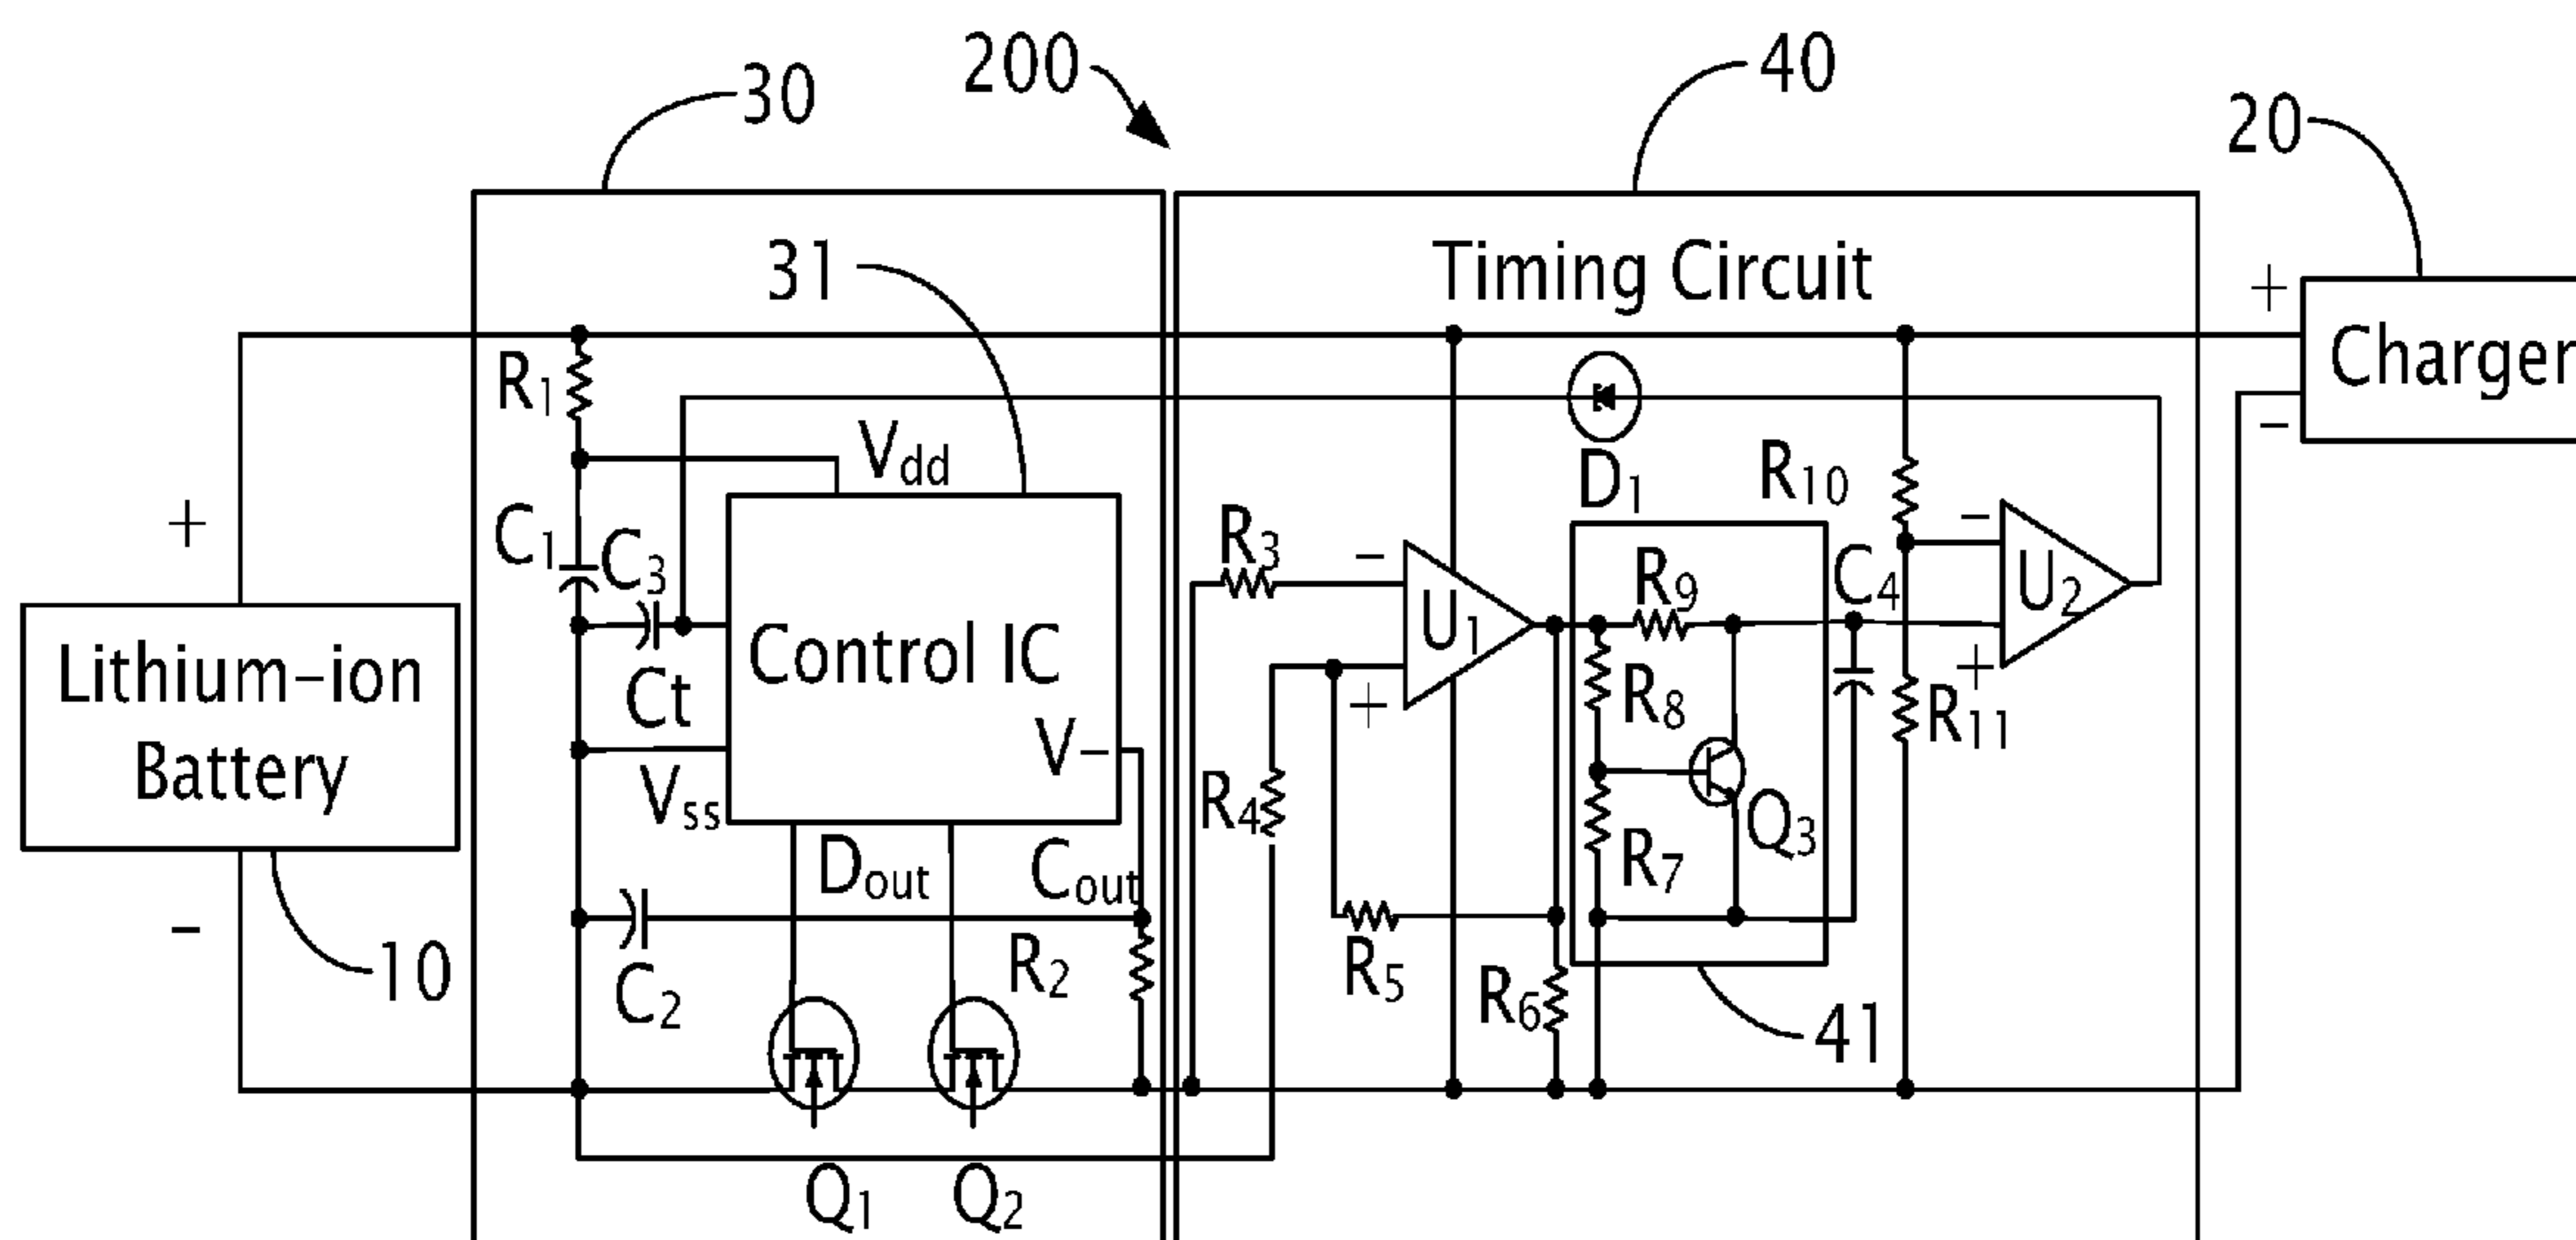 200
40
30
20
31
Timing Circuit
+
Charger
−
R1
Vdd
D1
R10
+
C1
C3
R3
−
R9
C4
−
U2
U1
Lithium-ion
Battery
Control IC
Ct
V−
+
R8
+
R11
Vss
R4
Q3
Dout
Cout
R7
−
10
C2
R2
R5
R6
41
Q1
Q2